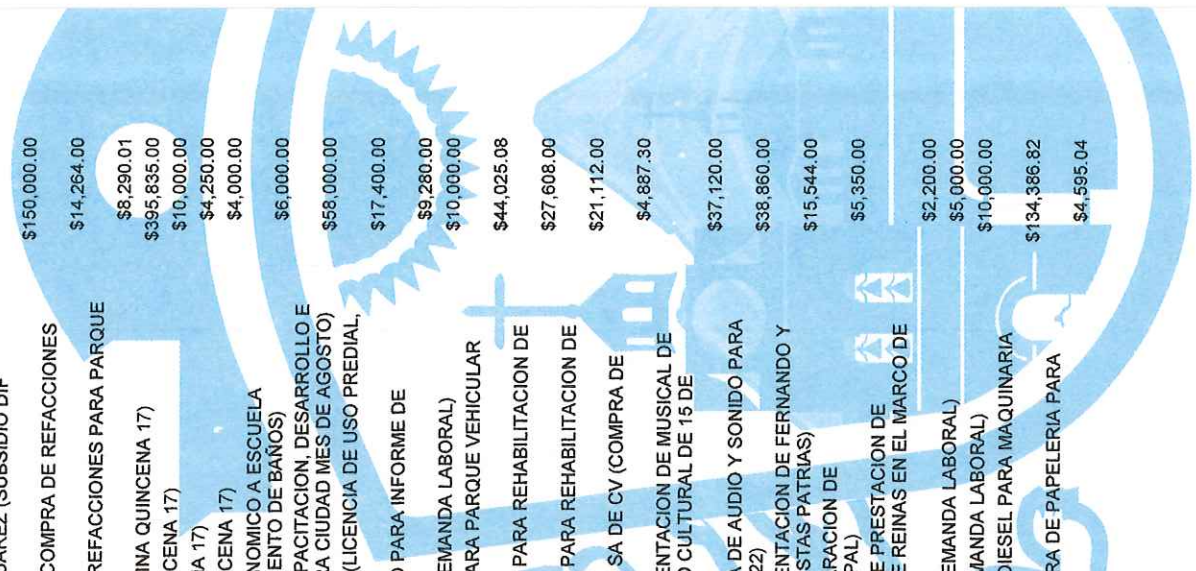 (SUBSIDIO DIF
$150,000.00
COMPRA DE REFACCIONES
$14,264.00
REFACCIONES PARA PARQUE
$8,290.01
INA QUINCENA 17)
$95,835.00
CENA 17)
$10,000.00
A 17)
$4,250.00
CENA 17)
$4,000.00
NOMICO A ESCUELA
ENTO DE BAÑOS)
$6,000.00
PACITACION, DESARROLLO E
A CIUDAD MES DE AGOSTO)
$58,000.00
(LICENCIA DE USO PREDIAL,
$17,400.00
O PARA INFORME DE
$9,280.00
EMANDA LABORAL)
$10,000.00
ARA PARQUE VEHICULAR
$44,025.08
PARA REHABILITACION DE
$27,608.00
PARA REHABILITACION DE
$21,112.00
SA DE CV (COMPRA DE
$4,887.30
ENTACION DE MUSICAL DE
O CULTURAL DE 15 DE
$37,120.00
A DE AUDIO Y SONIDO PARA
22)
$38,860.00
ENTACION DE FERNANDO Y
STAS PATRIAS)
$15,544.00
RACION DE
PAL)
$5,350.00
E PRESTACION DE
E REINAS EN EL MARCO DE
$2,200.00
EMANDA LABORAL)
$5,000.00
MANDA LABORAL)
$10,000.00
DIESEL PARA MAQUINARIA
$134,386.82
RA DE PAPELERIA PARA
$4,595.04